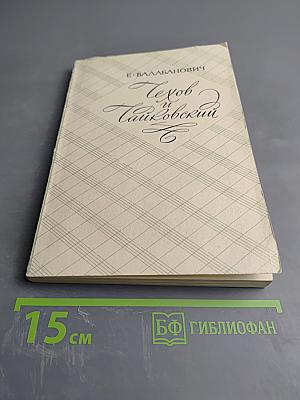 Е·БАЛАБАНОВИЧ
Чехов
и
Чайковский
15 см
БФ ГИБЛИОФАН